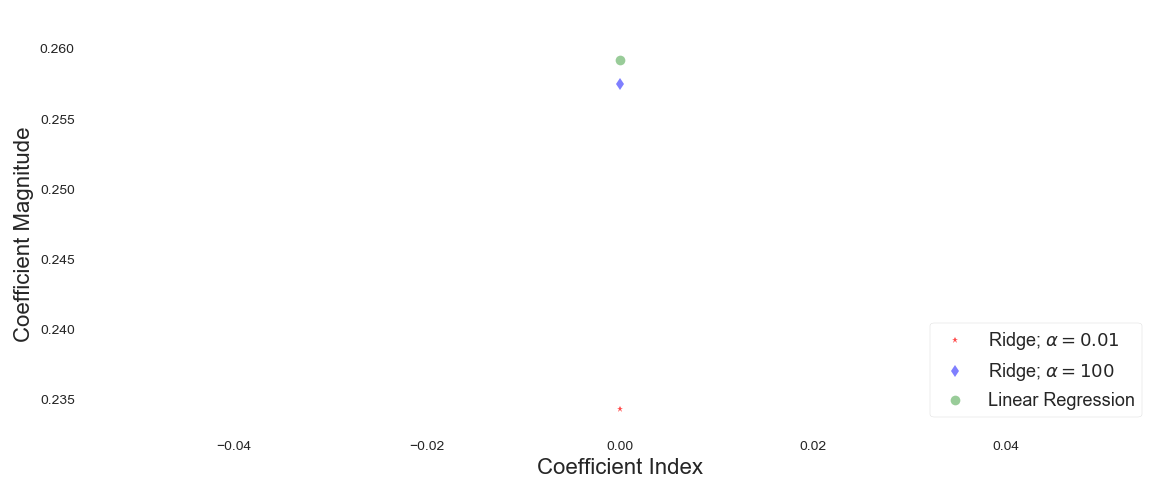 0.260
0.255
0.250
0.245
0.240
0.235
Coefficient Magnitude
−0.04
−0.02
0.00
0.02
0.04
Coefficient Index
Ridge; α = 0.01
Ridge; α = 100
Linear Regression